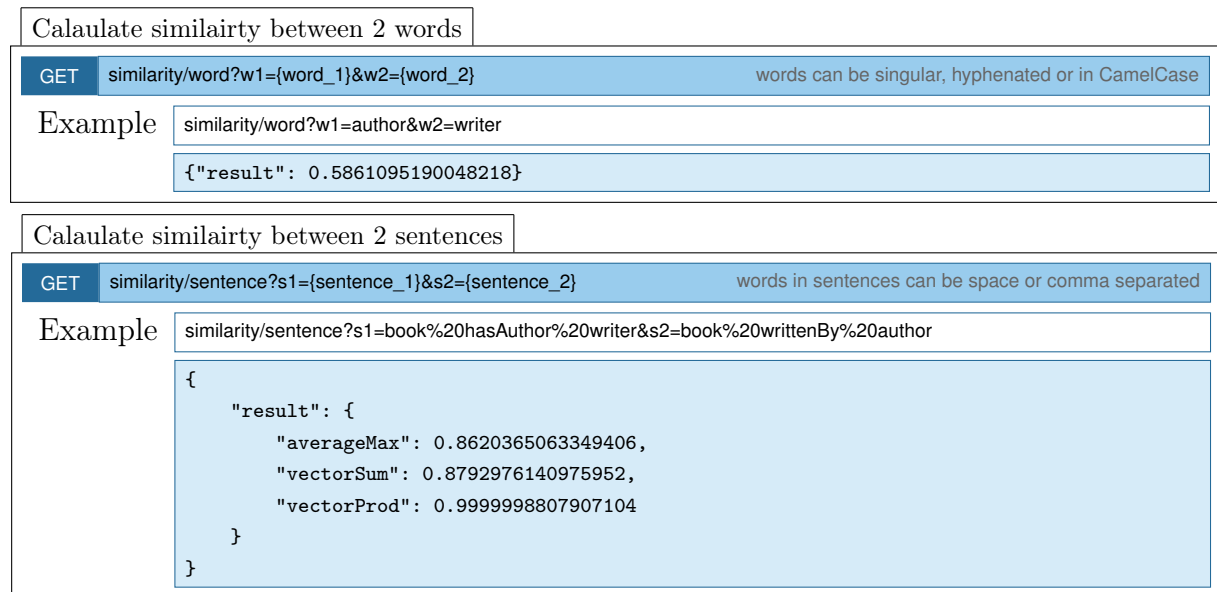 Calaulate similairty between 2 words
GET similarity/word?w1={word_1}&w2={word_2} words can be singular, hyphenated or in CamelCase
Example similarity/word?w1=author&w2=writer
{"result": 0.5861095190048218}
Calaulate similairty between 2 sentences
GET similarity/sentence?s1={sentence_1}&s2={sentence_2} words in sentences can be space or comma separated
Example similarity/sentence?s1=book%20hasAuthor%20writer&s2=book%20writtenBy%20author
{
"result": {
"averageMax": 0.8620365063349406,
"vectorSum": 0.8792976140975952,
"vectorProd": 0.9999998807907104
}
}